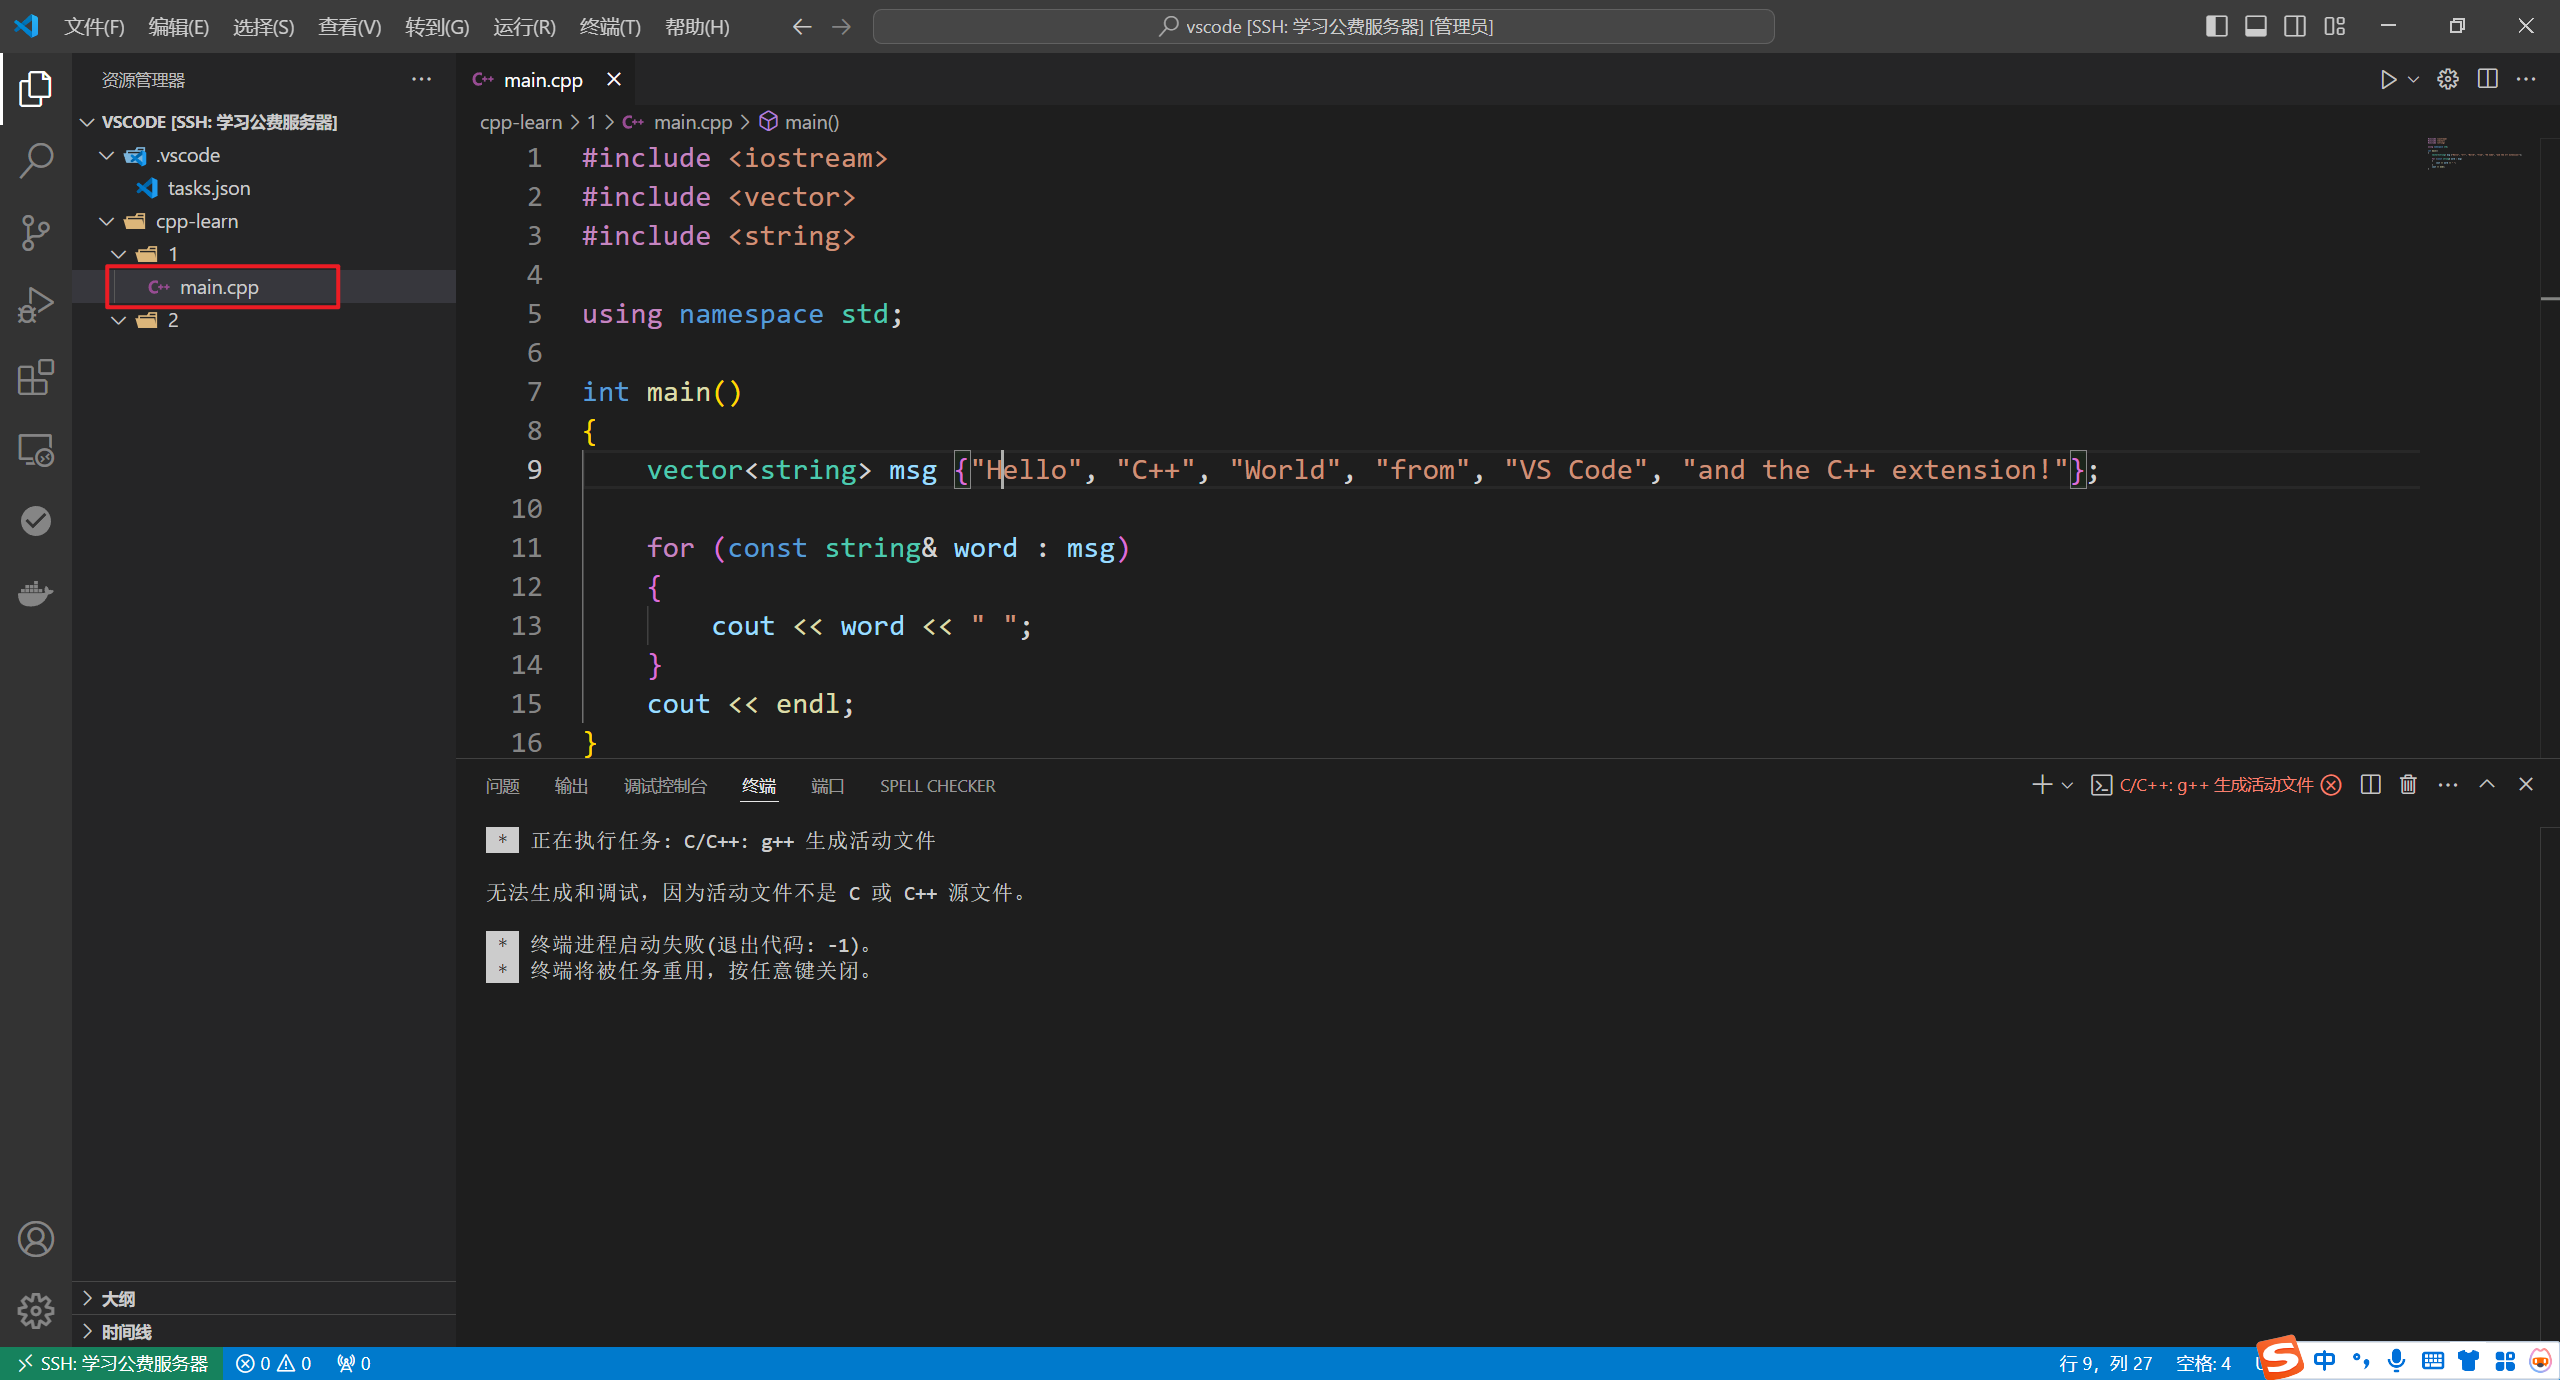 文件(F) 编辑(E) 选择(S) 查看(V) 转到(G) 运行(R) 终端(T) 帮助(H)
vscode [SSH: 学习公费服务器] [管理员]
资源管理器
VSCODE [SSH: 学习公费服务器]
.vscode
tasks.json
cpp-learn
1
C++ main.cpp
2
大纲
时间线
C++ main.cpp
cpp-learn > 1 > C++ main.cpp > main()
1 #include <iostream>
2 #include <vector>
3 #include <string>
4
5 using namespace std;
6
7 int main()
8 {
9 vector<string> msg {"Hello", "C++", "World", "from", "VS Code", "and the C++ extension!"};
10
11 for (const string& word : msg)
12 {
13 cout << word << " ";
14 }
15 cout << endl;
16 }
问题 输出 调试控制台 终端 端口 SPELL CHECKER
C/C++: g++ 生成活动文件
* 正在执行任务: C/C++: g++ 生成活动文件
无法生成和调试，因为活动文件不是 C 或 C++ 源文件。
* 终端进程启动失败(退出代码: -1)。
* 终端将被任务重用，按任意键关闭。
SSH: 学习公费服务器 0 0 0
行 9，列 27 空格: 4
S 中